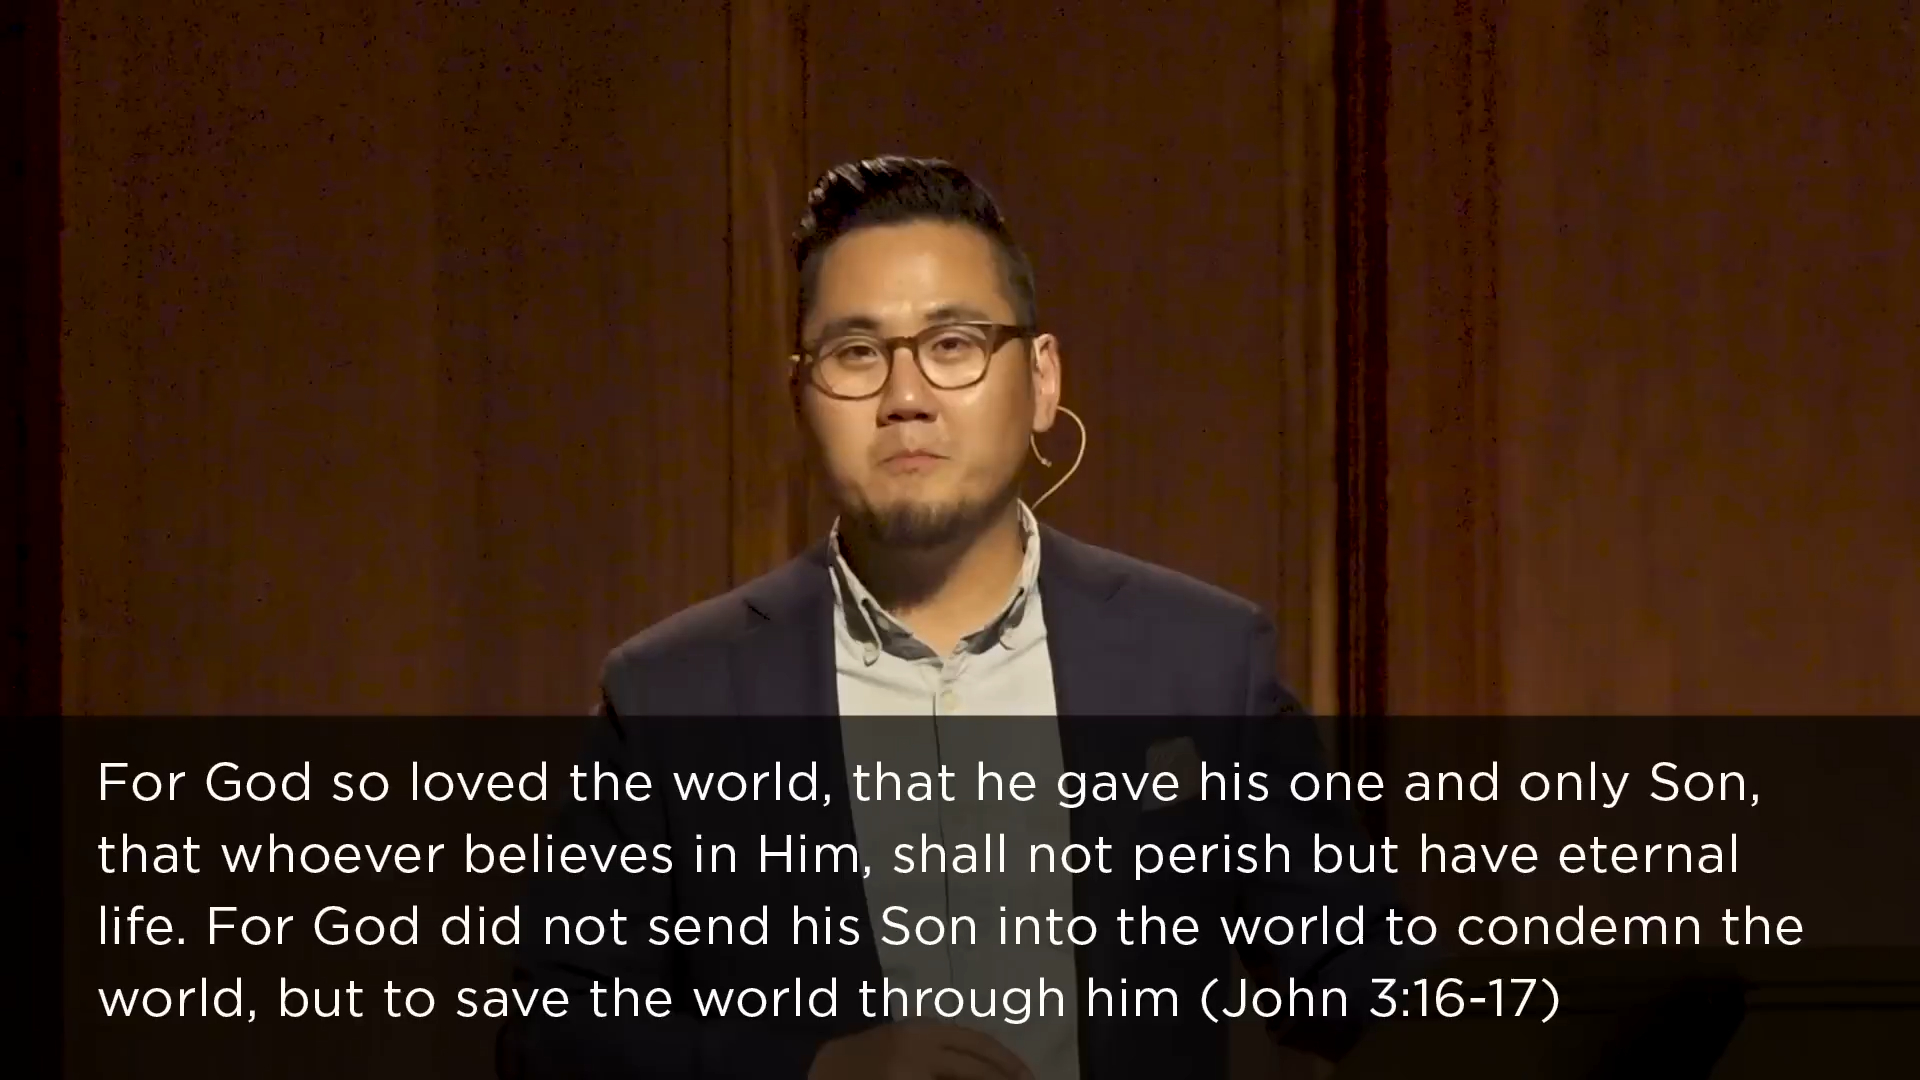 For God so loved the world, that he gave his one and only Son,
that whoever believes in Him, shall not perish but have eternal
life. For God did not send his Son into the world to condemn the
world, but to save the world through him (John 3:16-17)